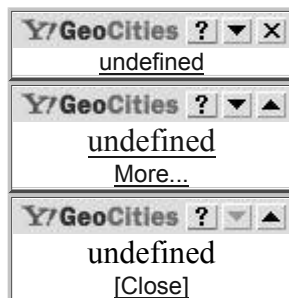 Y!GeoCities ?
undefined
Y!GeoCities ?
undefined
More...
Y!GeoCities ?
undefined
[Close]